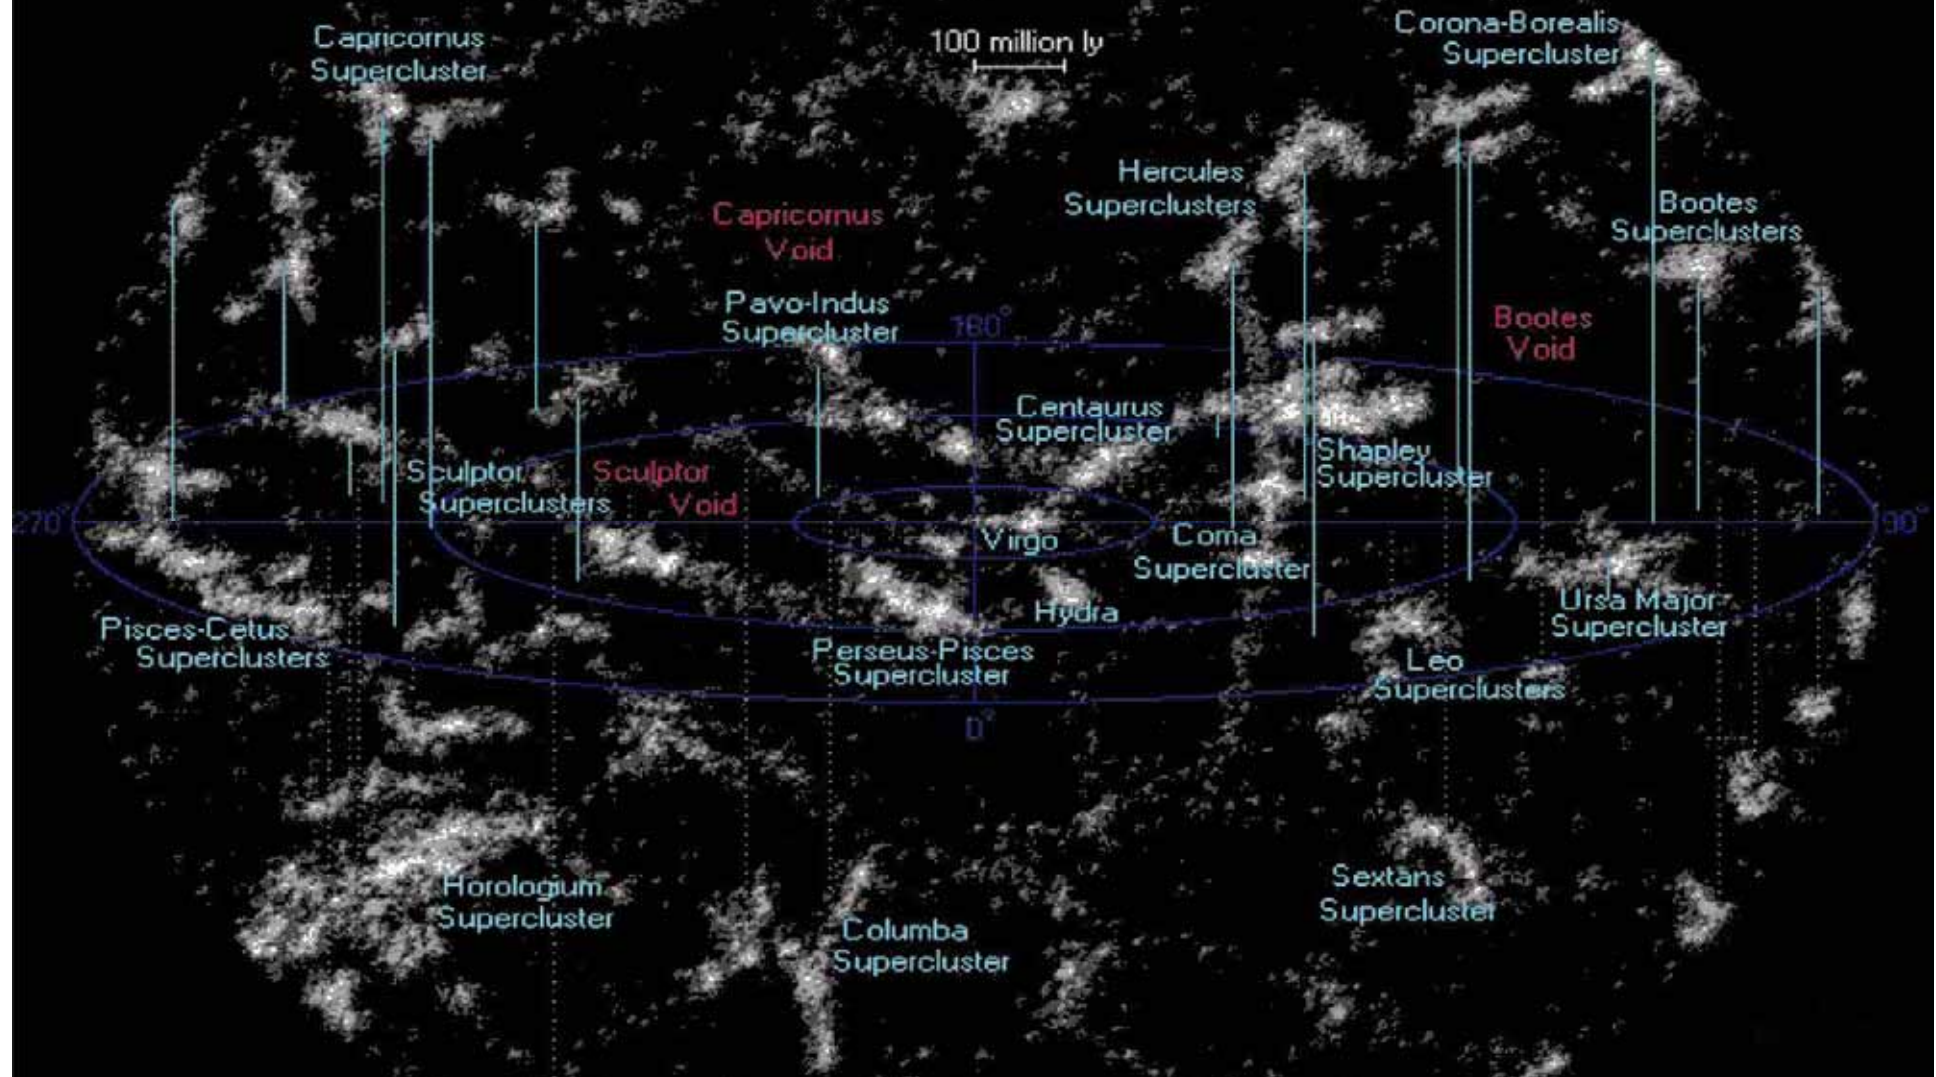 Capricornus
Supercluster
100 million ly
Corona-Borealis
Supercluster
Hercules
Superclusters
Bootes
Superclusters
Capricornus
Void
Pavo-Indus
Supercluster
180°
Bootes
Void
Centaurus
Supercluster
Shapley
Supercluster
Sculptor
Superclusters
Sculptor
Void
270°
90°
Virgo
Coma
Supercluster
Hydra
Ursa Major
Supercluster
Pisces-Cetus
Superclusters
Perseus-Pisces
Supercluster
Leo
Superclusters
0°
Horologium
Supercluster
Columba
Supercluster
Sextans
Supercluster